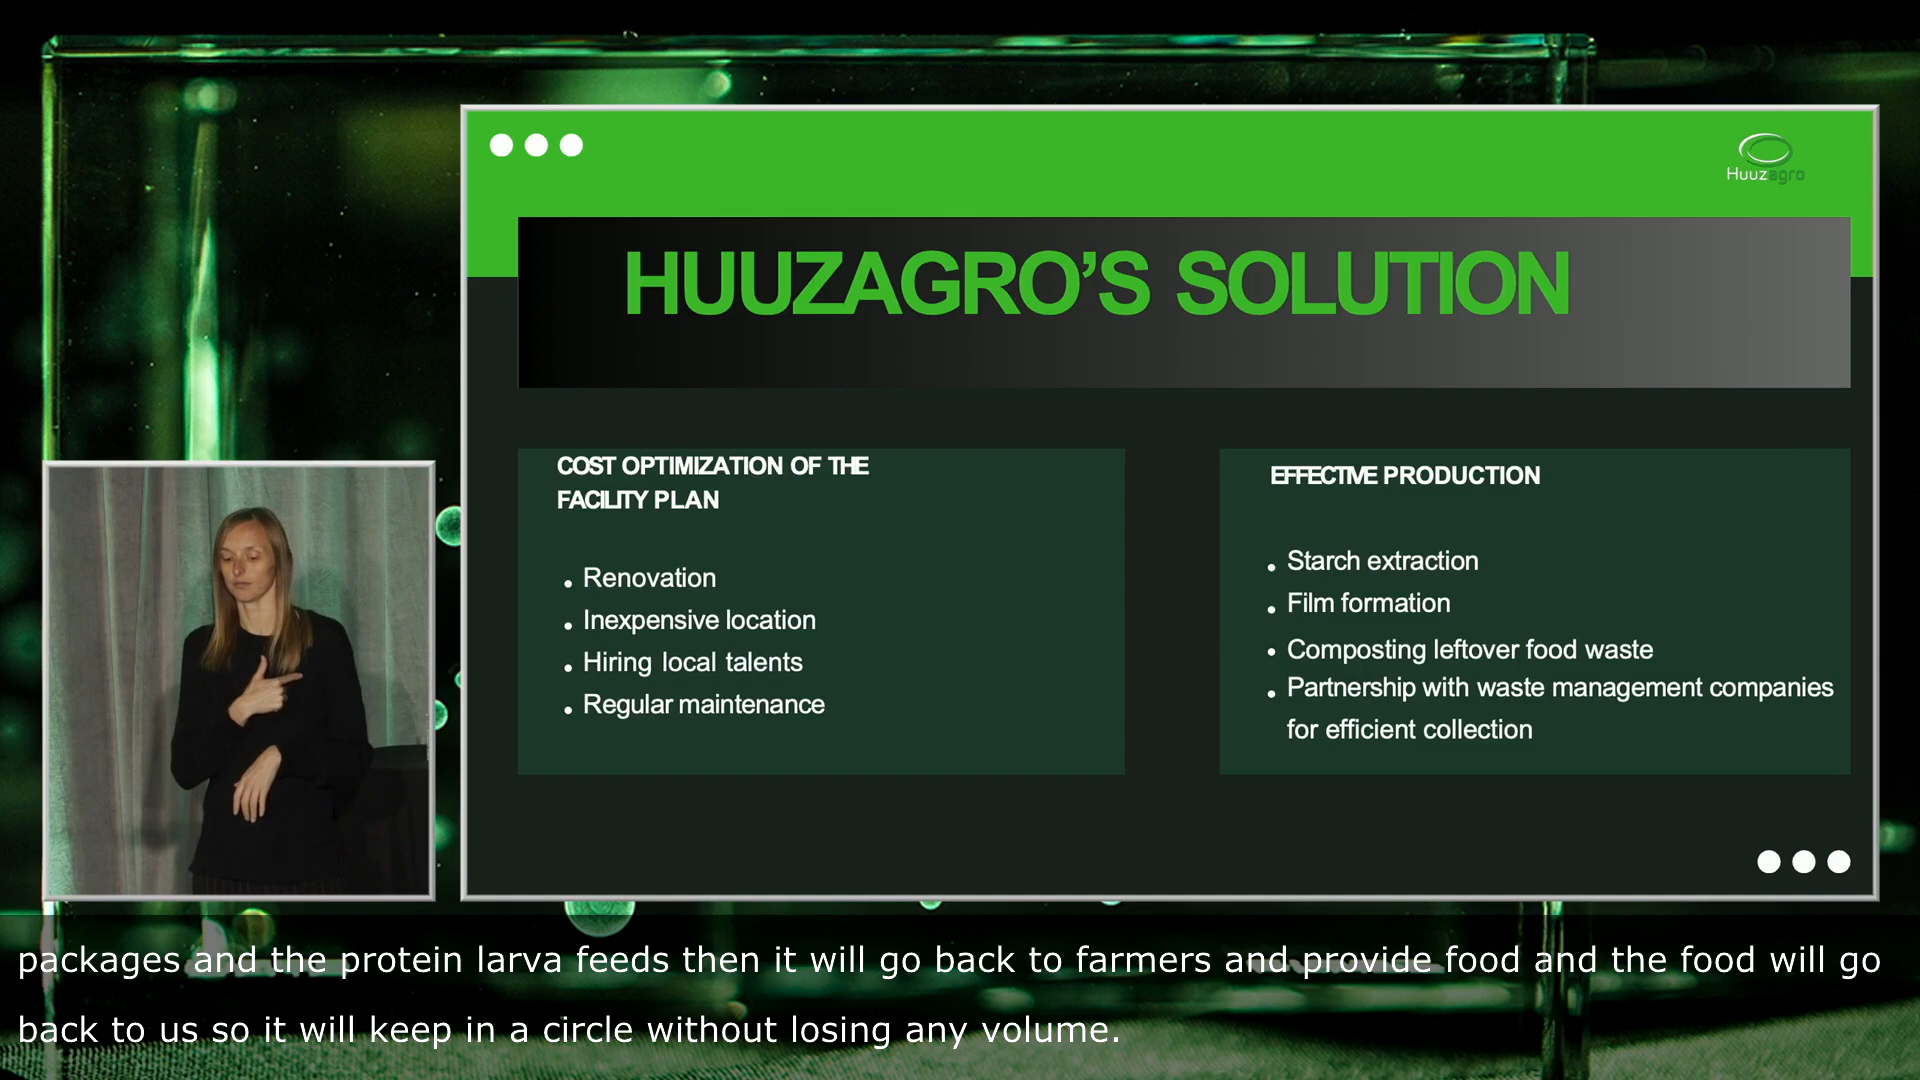 Huuzagro
HUUZAGRO’S SOLUTION
COST OPTIMIZATION OF THE
FACILITY PLAN
• Renovation
• Inexpensive location
• Hiring local talents
• Regular maintenance
EFFECTIVE PRODUCTION
• Starch extraction
• Film formation
• Composting leftover food waste
• Partnership with waste management companies
for efficient collection
packages and the protein larva feeds then it will go back to farmers and provide food and the food will go
back to us so it will keep in a circle without losing any volume.